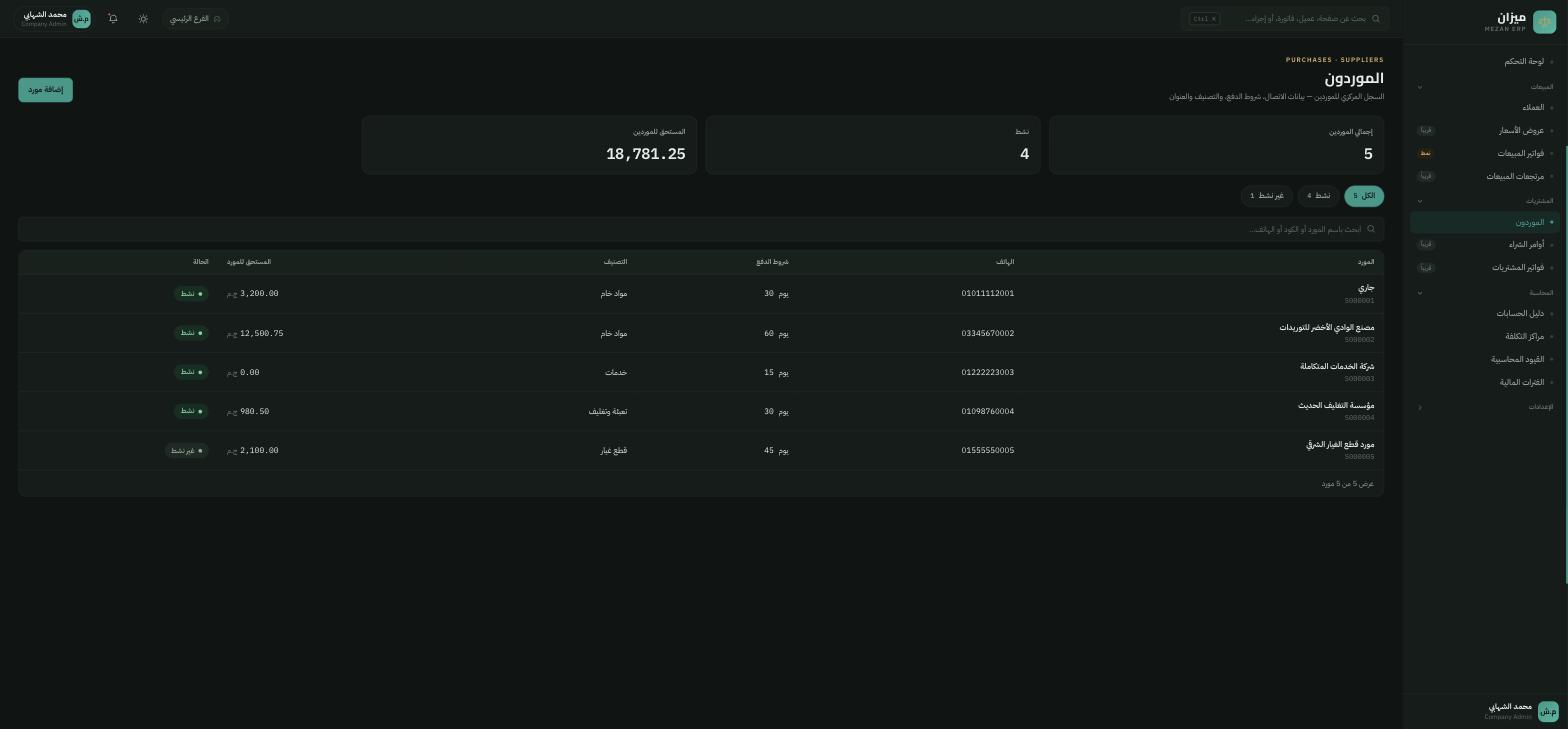 ميزان
MEZAN ERP
بحث عن صفحة، عميل، فاتورة، أو إجراء...
Ctrl K
الفرع الرئيسي
م.ش
محمد الشهابي
Company Admin
لوحة التحكم
المبيعات
العملاء
عروض الأسعار
قريباً
فواتير المبيعات
نمط
مرتجعات المبيعات
قريباً
المشتريات
الموردون
أوامر الشراء
قريباً
فواتير المشتريات
قريباً
المحاسبة
دليل الحسابات
مراكز التكلفة
القيود المحاسبية
الفترات المالية
الإعدادات
م.ش
محمد الشهابي
Company Admin
PURCHASES · SUPPLIERS
الموردون
السجل المركزي للموردين — بيانات الاتصال، شروط الدفع، والتصنيف والعنوان
إضافة مورد
إجمالي الموردين
5
نشط
4
المستحق للموردين
18,781.25
الكل 5
نشط 4
غير نشط 1
ابحث باسم المورد أو الكود أو الهاتف...
المورد الهاتف شروط الدفع التصنيف المستحق للمورد الحالة
جاري 01011112001 30 يوم مواد خام 3,200.00 ج.م نشط
S000001
مصنع الوادي الأخضر للتوريدات 03345670002 60 يوم مواد خام 12,500.75 ج.م نشط
S000002
شركة الخدمات المتكاملة 01222223003 15 يوم خدمات 0.00 ج.م نشط
S000003
مؤسسة التغليف الحديث 01098760004 30 يوم تعبئة وتغليف 980.50 ج.م نشط
S000004
مورد قطع الغيار الشرقي 01555550005 45 يوم قطع غيار 2,100.00 ج.م غير نشط
S000005
عرض 5 من 5 مورد